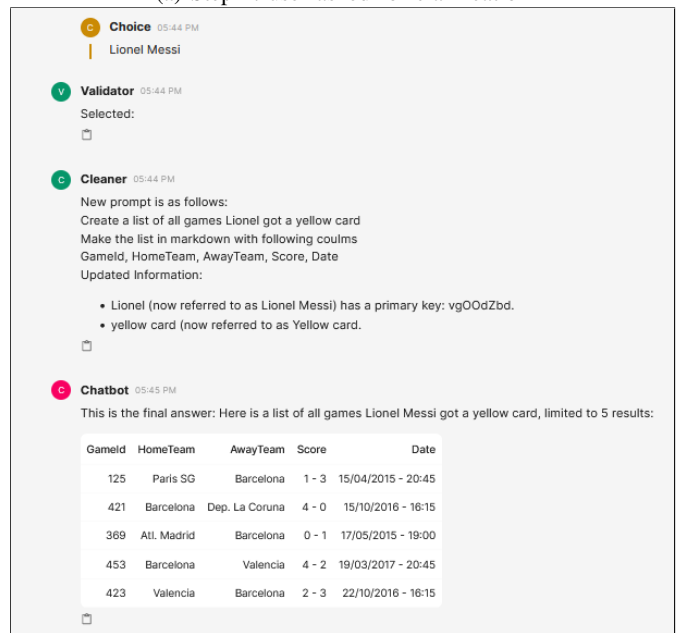 C Choice 05:44 PM
Lionel Messi
V Validator 05:44 PM
Selected:
C Cleaner 05:44 PM
New prompt is as follows:
Create a list of all games Lionel got a yellow card
Make the list in markdown with following coulms
GameId, HomeTeam, AwayTeam, Score, Date
Updated Information:
• Lionel (now referred to as Lionel Messi) has a primary key: vgOOdZbd.
• yellow card (now referred to as Yellow card.
C Chatbot 05:45 PM
This is the final answer: Here is a list of all games Lionel Messi got a yellow card, limited to 5 results:
GameId HomeTeam AwayTeam Score Date
125 Paris SG Barcelona 1 - 3 15/04/2015 - 20:45
421 Barcelona Dep. La Coruna 4 - 0 15/10/2016 - 16:15
369 Atl. Madrid Barcelona 0 - 1 17/05/2015 - 19:00
453 Barcelona Valencia 4 - 2 19/03/2017 - 20:45
423 Valencia Barcelona 2 - 3 22/10/2016 - 16:15